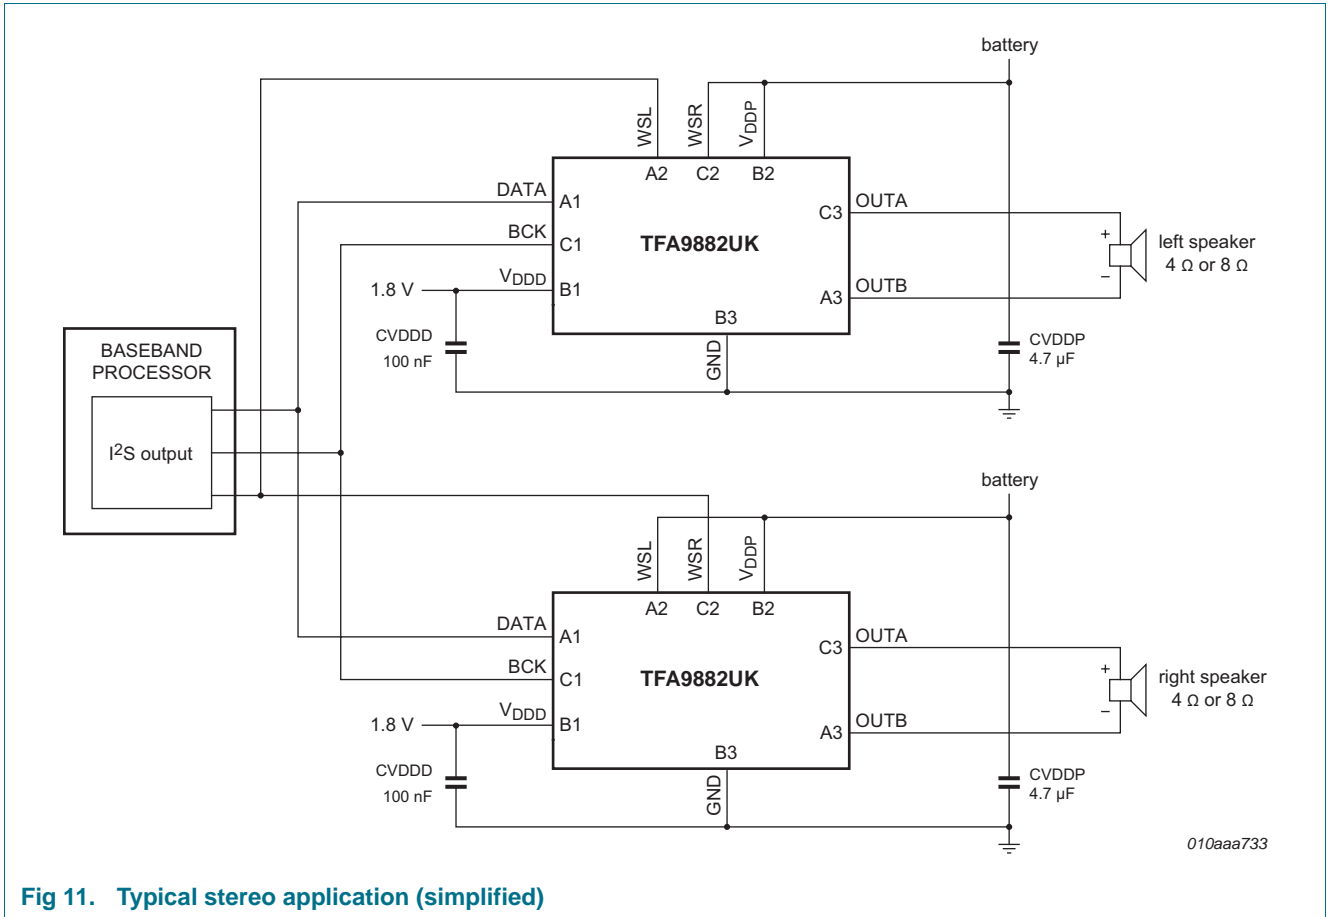 battery
WSL
WSR
VDDP
A2
C2
B2
DATA
A1
BCK
C1
VDDD
1.8 V
B1
TFA9882UK
C3
OUTA
A3
OUTB
B3
GND
left speaker
4 Ω or 8 Ω
+
−
CVDDD
100 nF
CVDDP
4.7 μF
BASEBAND
PROCESSOR
I2S output
battery
WSL
WSR
VDDP
A2
C2
B2
DATA
A1
BCK
C1
VDDD
1.8 V
B1
TFA9882UK
C3
OUTA
A3
OUTB
B3
GND
right speaker
4 Ω or 8 Ω
+
−
CVDDD
100 nF
CVDDP
4.7 μF
010aaa733
Fig 11. Typical stereo application (simplified)